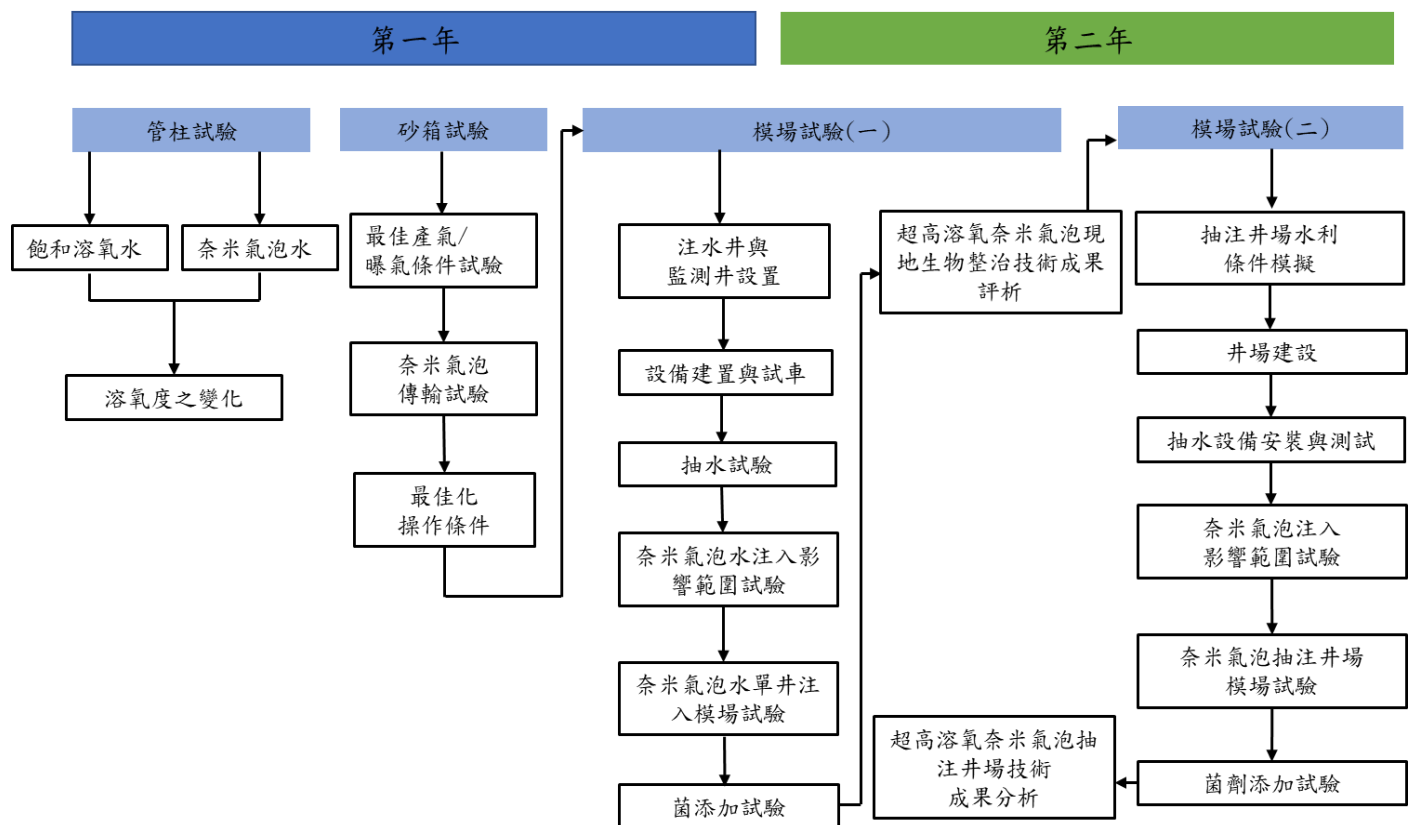 第一年
第二年
管柱試驗
飽和溶氧水
奈米氣泡水
溶氧度之變化
砂箱試驗
最佳產氣/
曝氣條件試驗
奈米氣泡
傳輸試驗
最佳化
操作條件
模場試驗(一)
注水井與
監測井設置
設備建置與試車
抽水試驗
奈米氣泡水注入影
響範圍試驗
奈米氣泡水單井注
入模場試驗
菌添加試驗
超高溶氧奈米氣泡現
地生物整治技術成果
評析
模場試驗(二)
抽注井場水利
條件模擬
井場建設
抽水設備安裝與測試
奈米氣泡注入
影響範圍試驗
奈米氣泡抽注井場
模場試驗
菌劑添加試驗
超高溶氧奈米氣泡抽
注井場技術
成果分析